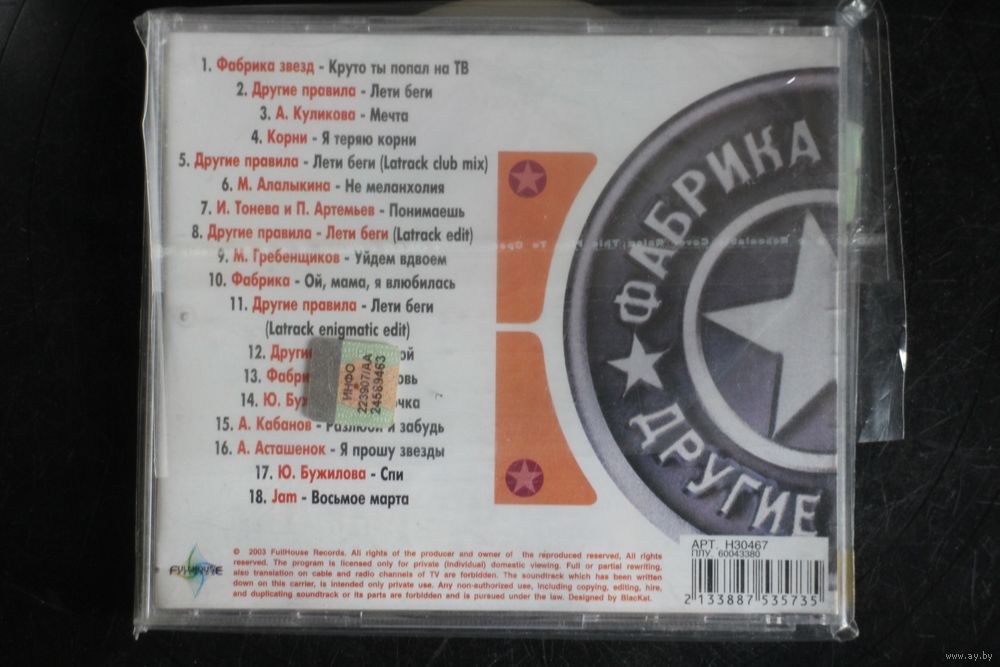 1. Фабрика звезд - Круто ты попал на ТВ
2. Другие правила - Лети беги
3. А. Куликова - Мечта
4. Корни - Я теряю корни
5. Другие правила - Лети беги (Latrack club mix)
6. М. Алалыкина - Не меланхолия
7. И. Тонева и П. Артемьев - Понимаешь
8. Другие правила - Лети беги (Latrack edit)
9. М. Гребенщиков - Уйдем вдвоем
10. Фабрика - Ой, мама, я влюбилась
11. Другие правила - Лети беги
(Latrack enigmatic edit)
12.
13.
14. Ю.
15. А. Кабанов - Разлюби и забудь
16. А. Асташенок - Я прошу звезды
17. Ю. Бужилова - Спи
18. Jam - Восьмое марта
ИНФО
223907/АА
24589463
ФАБРИКА
ДРУГИЕ
FULLHOUSE
© 2003 FullHouse Records. All rights of the producer and owner of the reproduced reserved, All rights
reserved. The program is licensed only for private (individual) domestic viewing. Full or partial rewriting,
also translation on cable and radio channels of TV are forbidden. The soundtrack which has been written
down on this carrier, is intended only private use. Any non-authorized use, including copying, editing, hire,
and duplicating soundtrack or its parts are forbidden and is pursued under the law. Designed by BlacKat.
АРТ. H30467
ПЛУ 60043380
2 133887 535735
www.ay.by